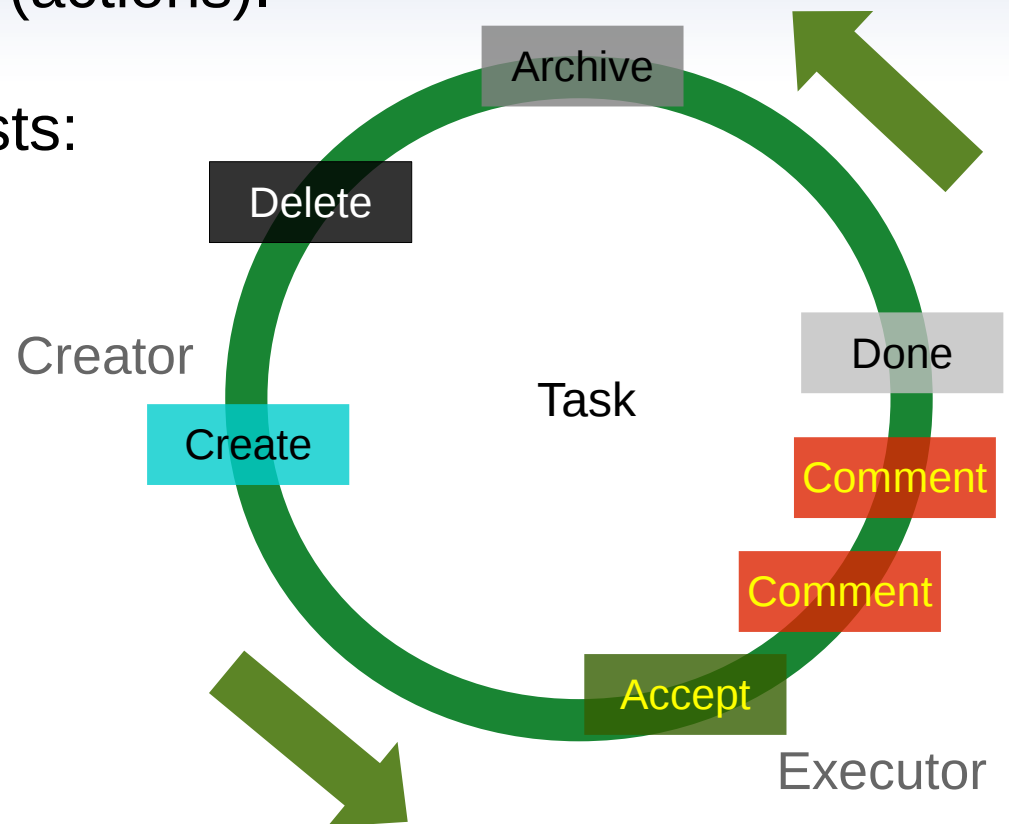 (actions).
Archive
sts:
Delete
Creator
Done
Task
Create
Comment
Comment
Accept
Executor